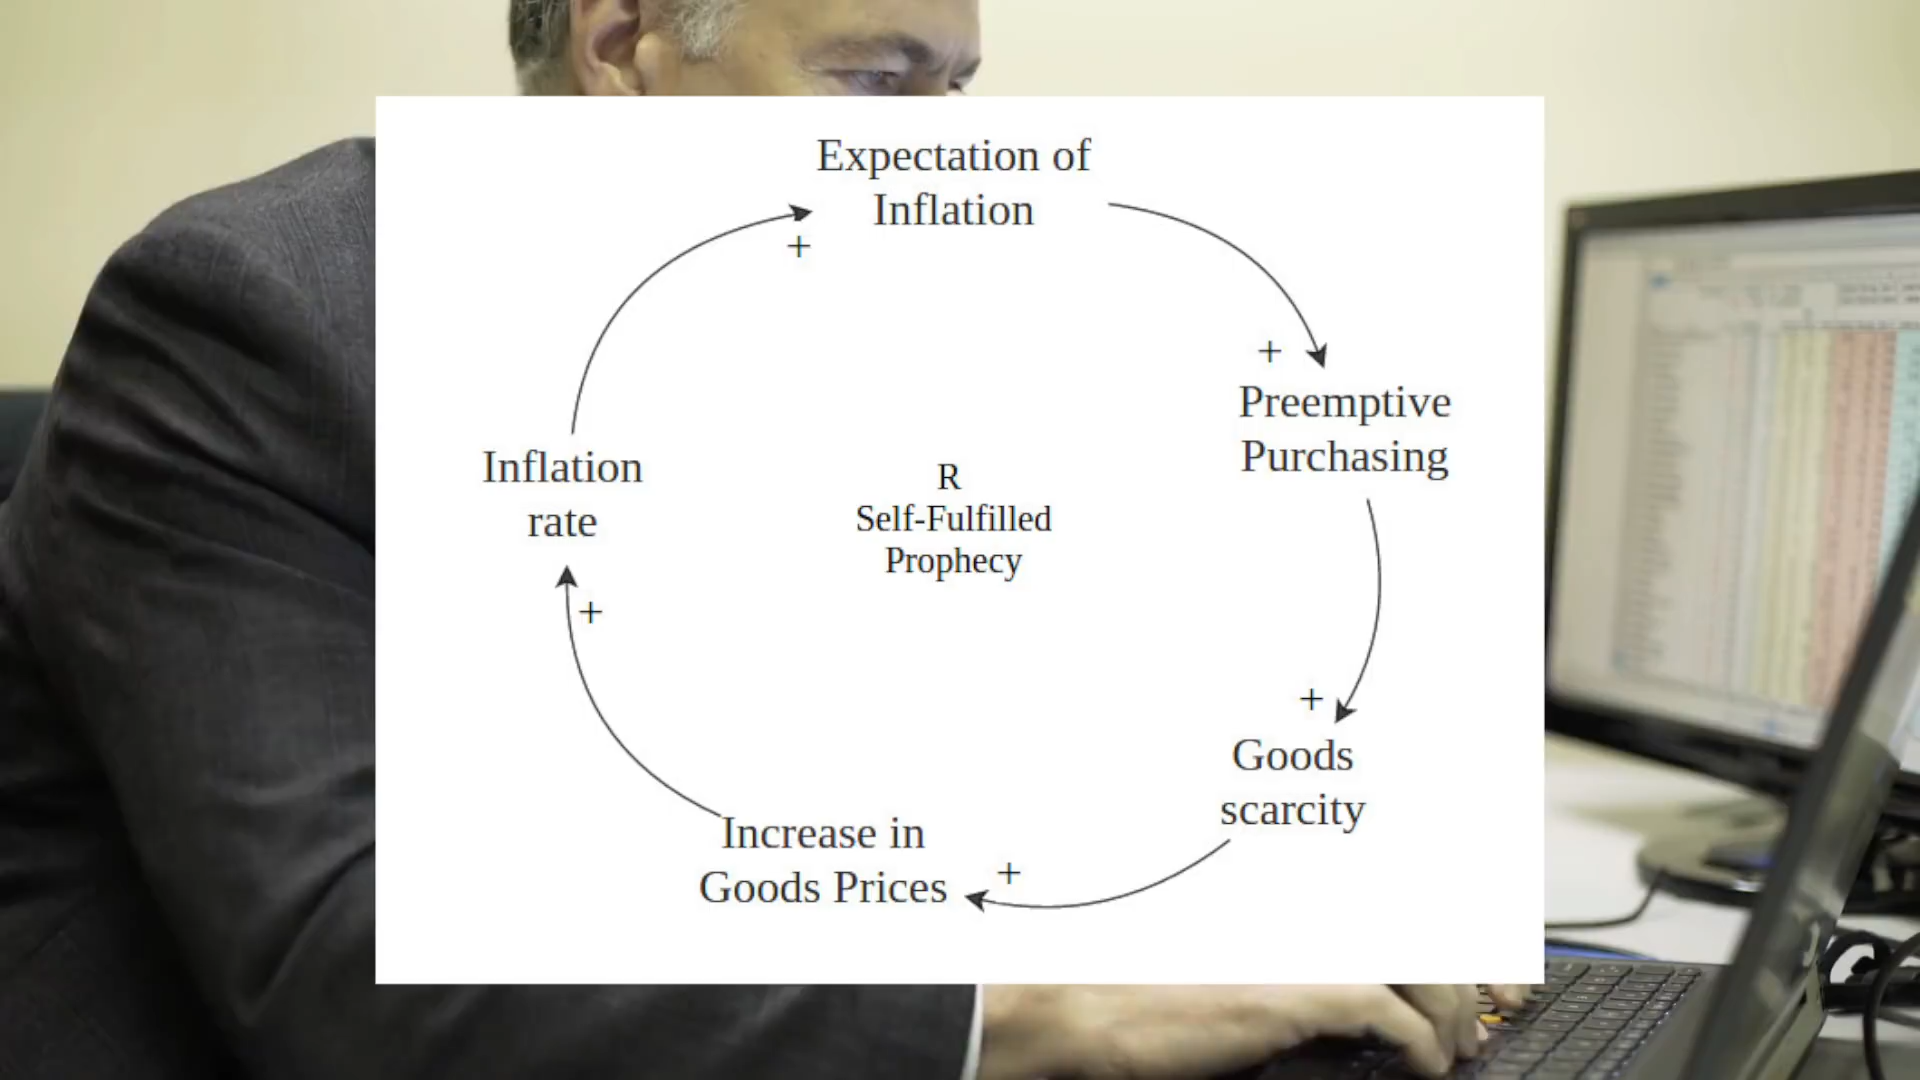 Expectation of
Inflation
+
+
Preemptive
Purchasing
Inflation
rate
R
Self-Fulfilled
Prophecy
+
+
Goods
scarcity
Increase in
Goods Prices
+